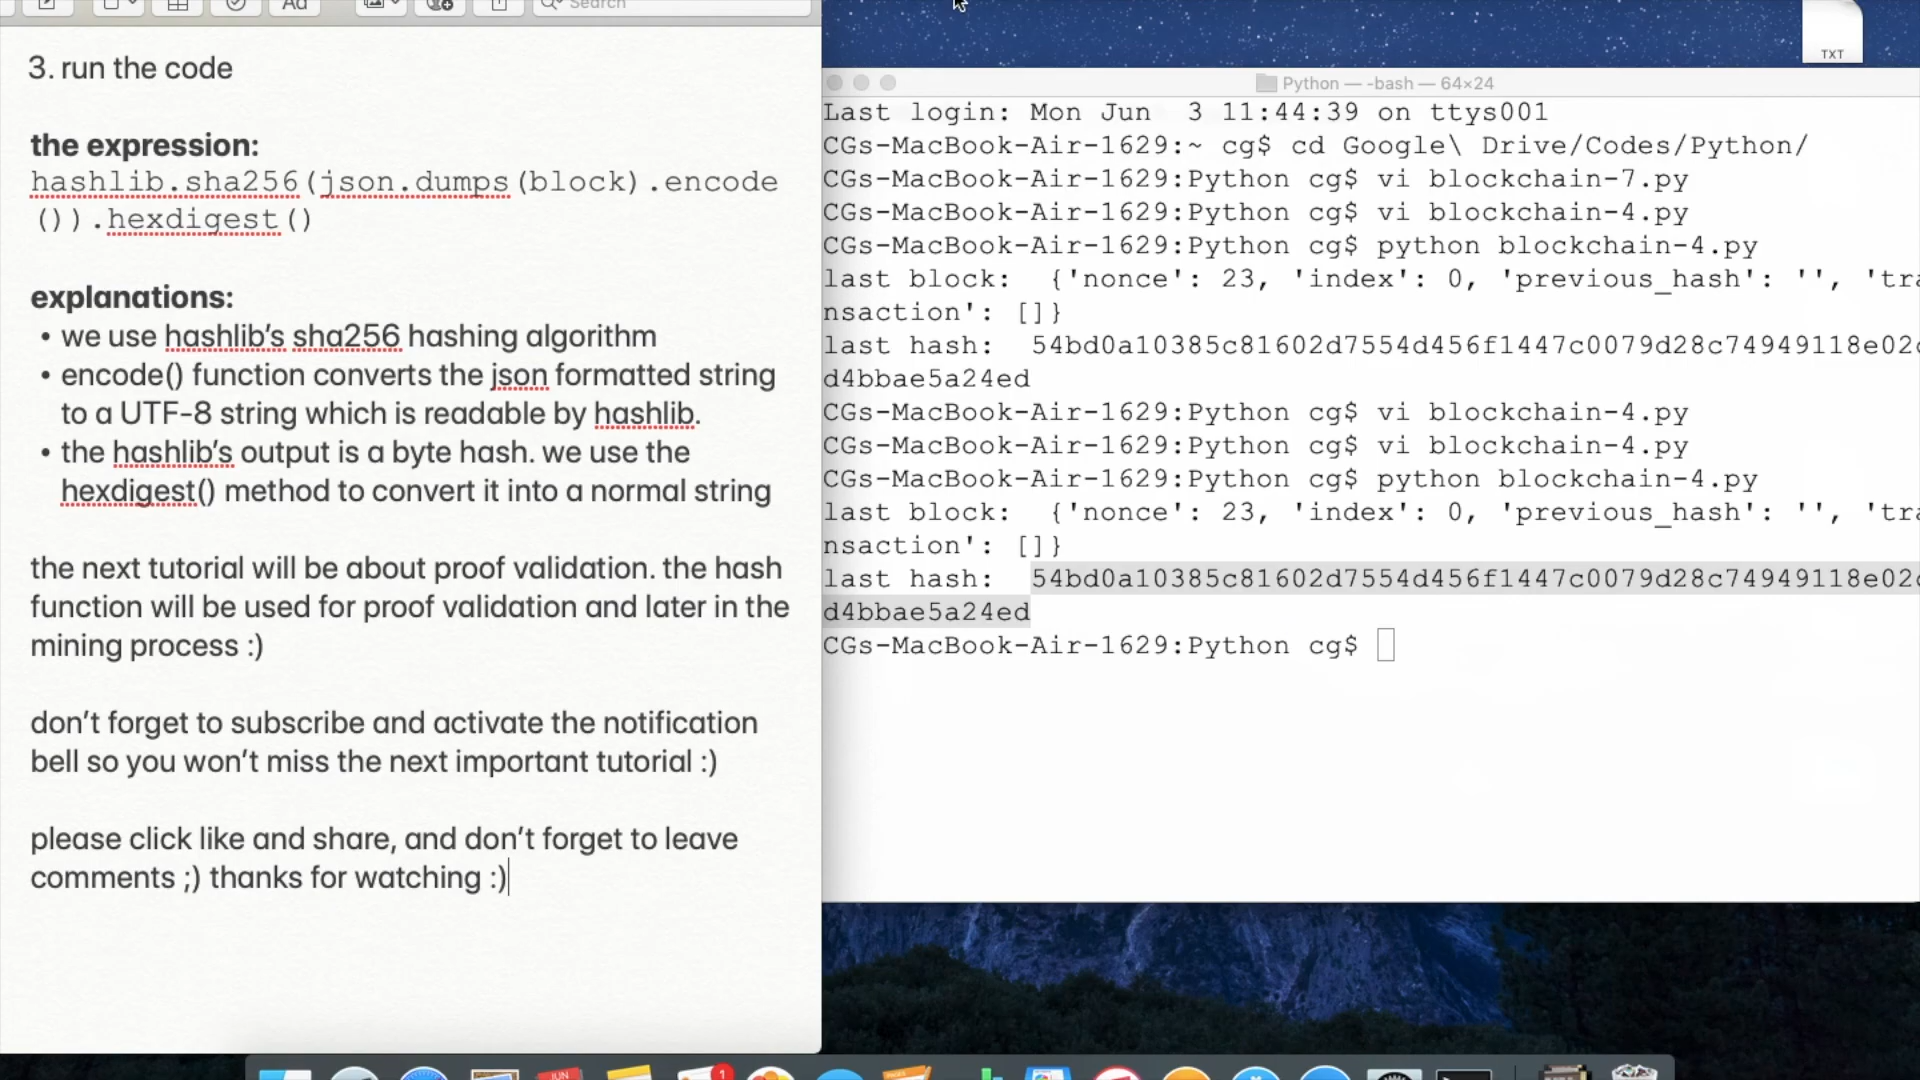 Aa
Search
3. run the code
the expression:
hashlib.sha256(json.dumps(block).encode
()).hexdigest()
explanations:
• we use hashlib’s sha256 hashing algorithm
• encode() function converts the json formatted string
to a UTF-8 string which is readable by hashlib.
• the hashlib’s output is a byte hash. we use the
hexdigest() method to convert it into a normal string
the next tutorial will be about proof validation. the hash
function will be used for proof validation and later in the
mining process :)
don’t forget to subscribe and activate the notification
bell so you won’t miss the next important tutorial :)
please click like and share, and don’t forget to leave
comments ;) thanks for watching :)
TXT
Python — -bash — 64×24
Last login: Mon Jun  3 11:44:39 on ttys001
CGs-MacBook-Air-1629:~ cg$ cd Google\ Drive/Codes/Python/
CGs-MacBook-Air-1629:Python cg$ vi blockchain-7.py
CGs-MacBook-Air-1629:Python cg$ vi blockchain-4.py
CGs-MacBook-Air-1629:Python cg$ python blockchain-4.py
last block:  {'nonce': 23, 'index': 0, 'previous_hash': '', 'tra
nsaction': []}
last hash:  54bd0a10385c81602d7554d456f1447c0079d28c74949118e02c
d4bbae5a24ed
CGs-MacBook-Air-1629:Python cg$ vi blockchain-4.py
CGs-MacBook-Air-1629:Python cg$ vi blockchain-4.py
CGs-MacBook-Air-1629:Python cg$ python blockchain-4.py
last block:  {'nonce': 23, 'index': 0, 'previous_hash': '', 'tra
nsaction': []}
last hash:  54bd0a10385c81602d7554d456f1447c0079d28c74949118e02c
d4bbae5a24ed
CGs-MacBook-Air-1629:Python cg$
JUN
1